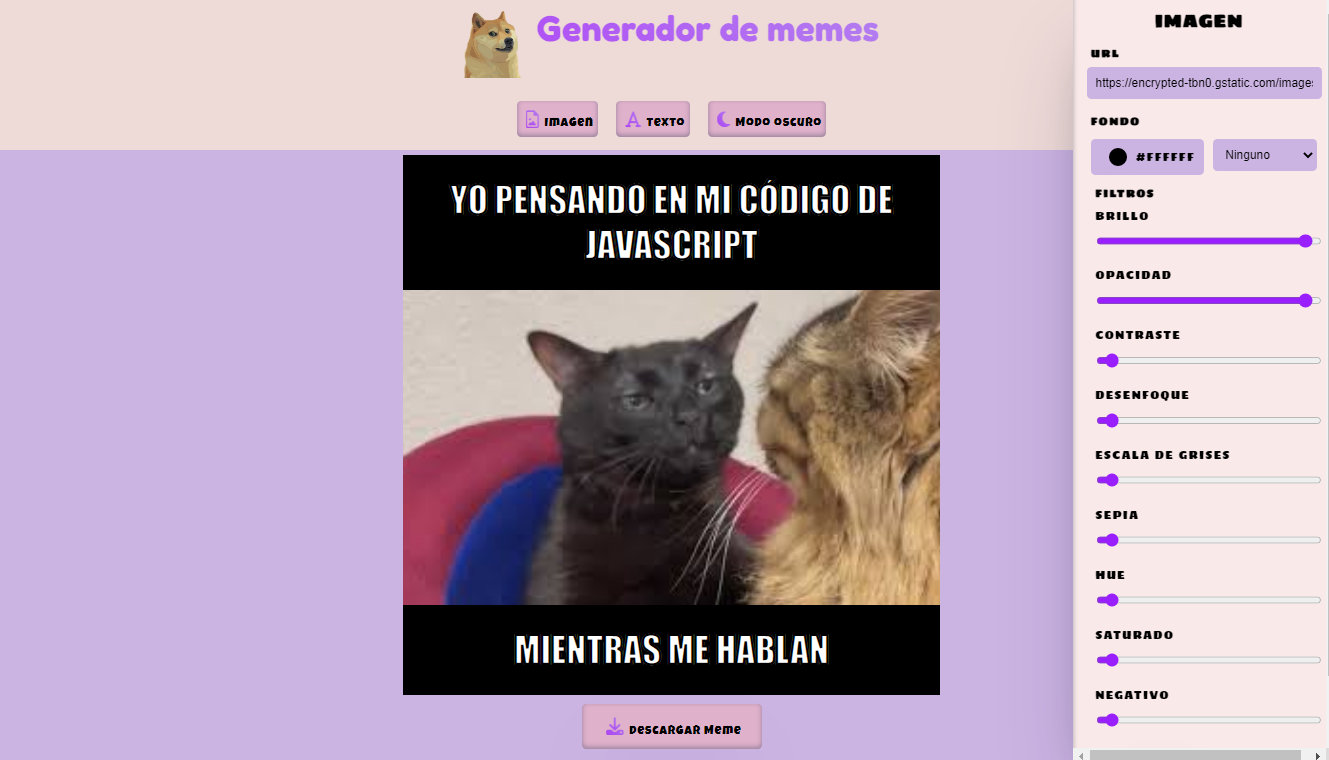 Generador de memes
Imagen
Texto
Modo oscuro
YO PENSANDO EN MI CÓDIGO DE
JAVASCRIPT
MIENTRAS ME HABLAN
Descargar Meme
IMAGEN
URL
https://encrypted-tbn0.gstatic.com/images
FONDO
#FFFFFF
Ninguno
FILTROS
BRILLO
OPACIDAD
CONTRASTE
DESENFOQUE
ESCALA DE GRISES
SEPIA
HUE
SATURADO
NEGATIVO